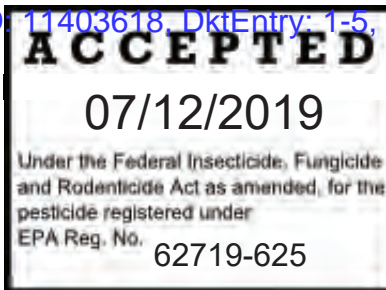 : 11403618, DktEntry: 1-5,
ACCEPTED
07/12/2019
Under the Federal Insecticide, Fungicide
and Rodenticide Act as amended, for the
pesticide registered under
EPA Reg. No. 62719-625